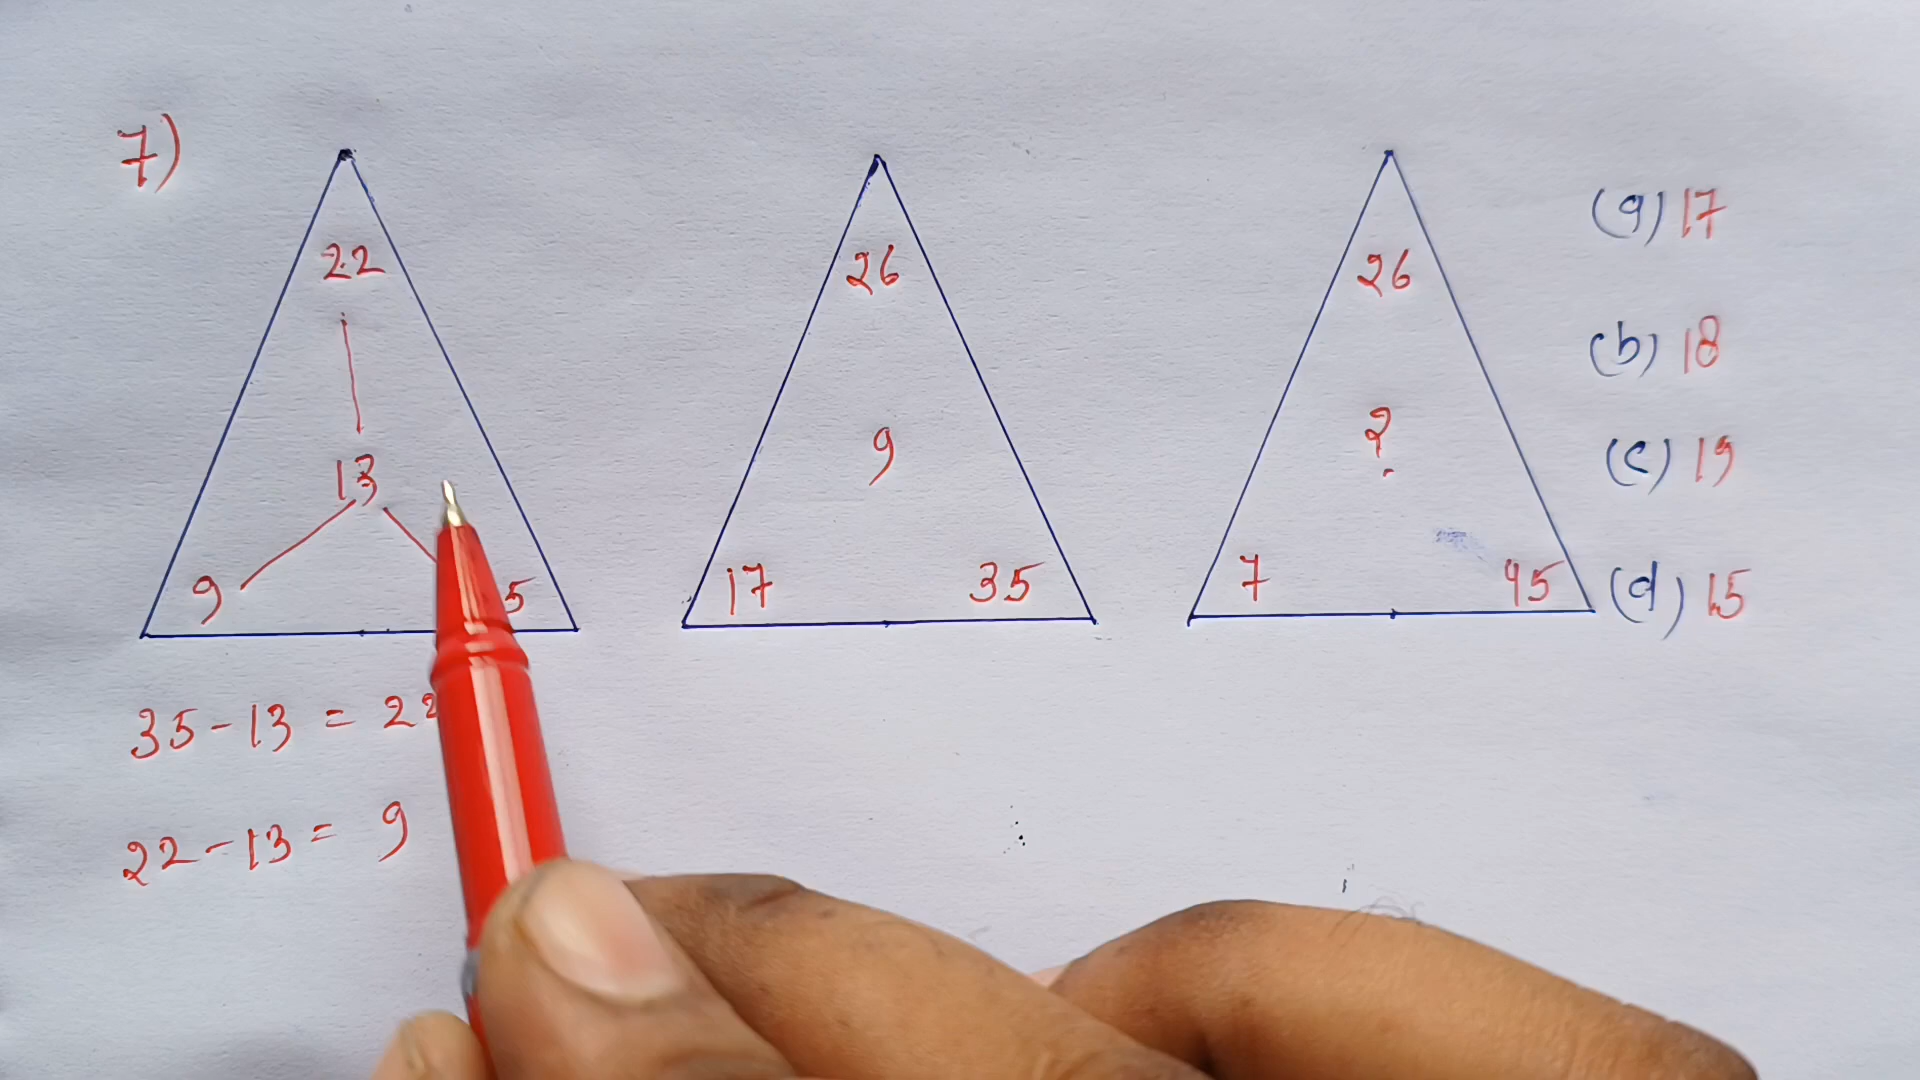 7)
22
13
9 5
26
9
17 35
26
?
7 45
(a) 17
(b) 18
(c) 19
(d) 15
35 - 13 = 22
22 - 13 = 9